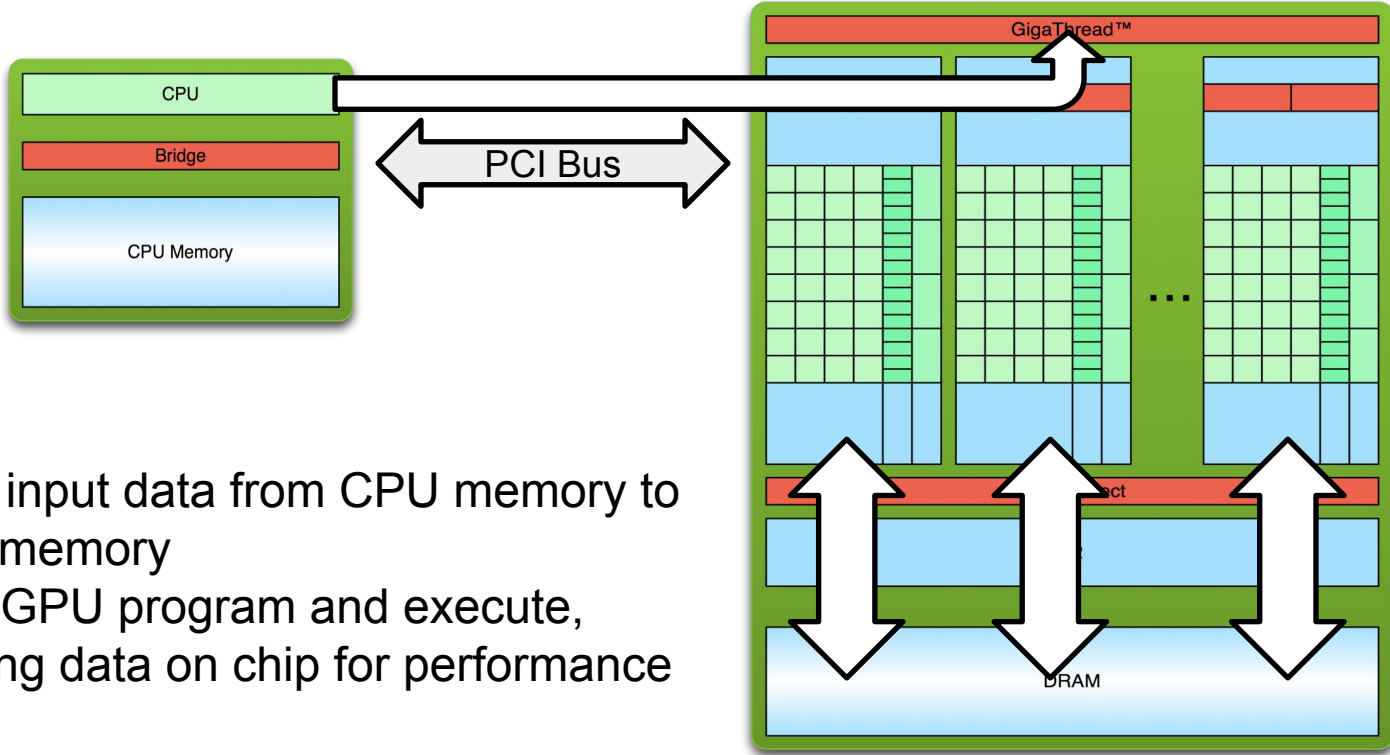 GigaThread™
CPU
Bridge
PCI Bus
CPU Memory
...
input data from CPU memory to
memory
GPU program and execute,
data on chip for performance
DRAM